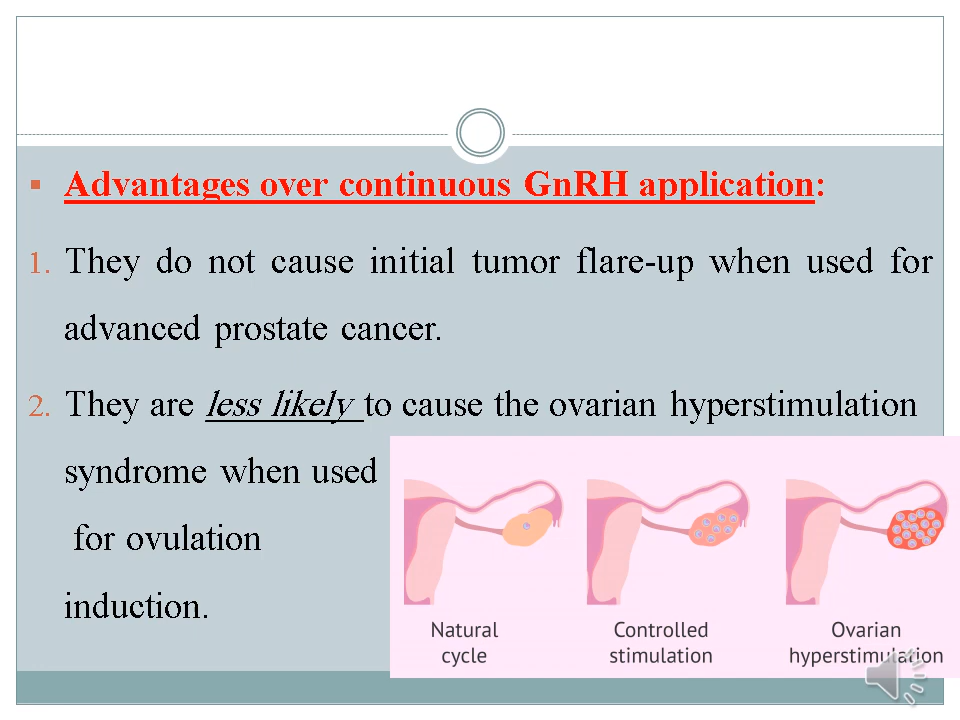 ▪ Advantages over continuous GnRH application:
1. They do not cause initial tumor flare-up when used for
advanced prostate cancer.
2. They are less likely to cause the ovarian hyperstimulation
syndrome when used
for ovulation
induction.
Natural
cycle
Controlled
stimulation
Ovarian
hyperstimulation